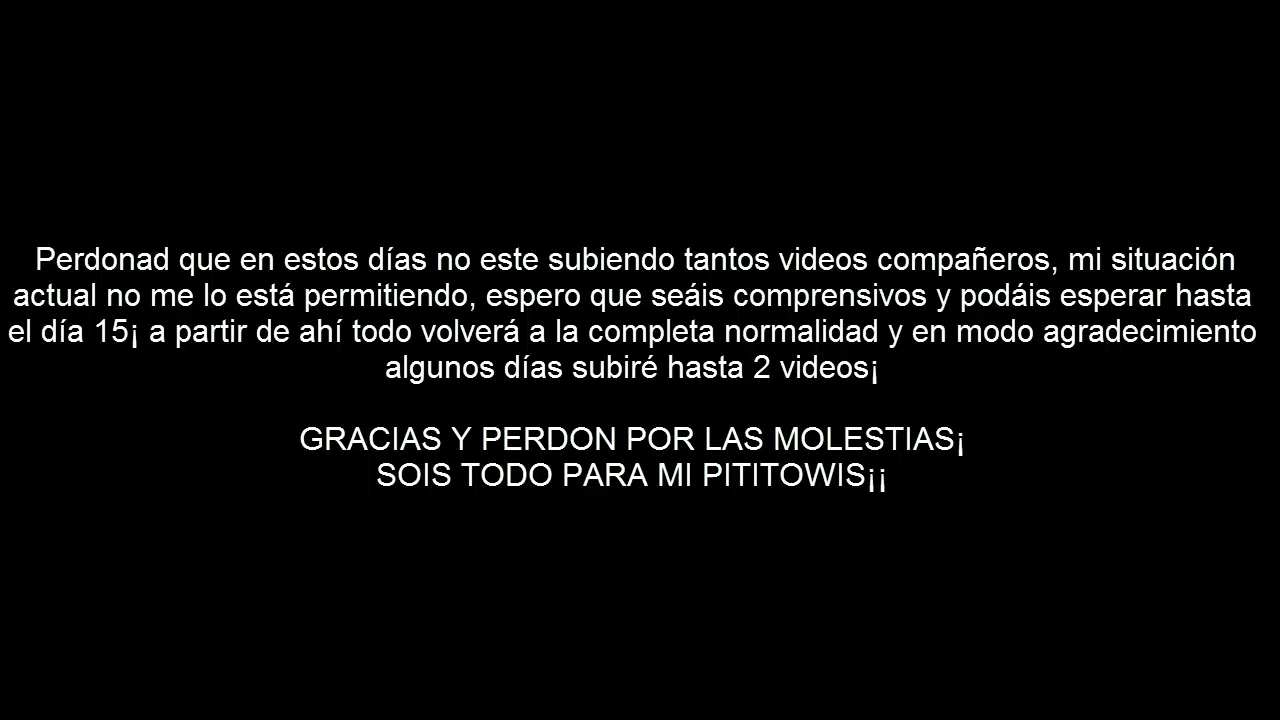 Perdonad que en estos días no este subiendo tantos videos compañeros, mi situación
actual no me lo está permitiendo, espero que seáis comprensivos y podáis esperar hasta
el día 15¡ a partir de ahí todo volverá a la completa normalidad y en modo agradecimiento
algunos días subiré hasta 2 videos¡
GRACIAS Y PERDON POR LAS MOLESTIAS¡
SOIS TODO PARA MI PITITOWIS¡¡